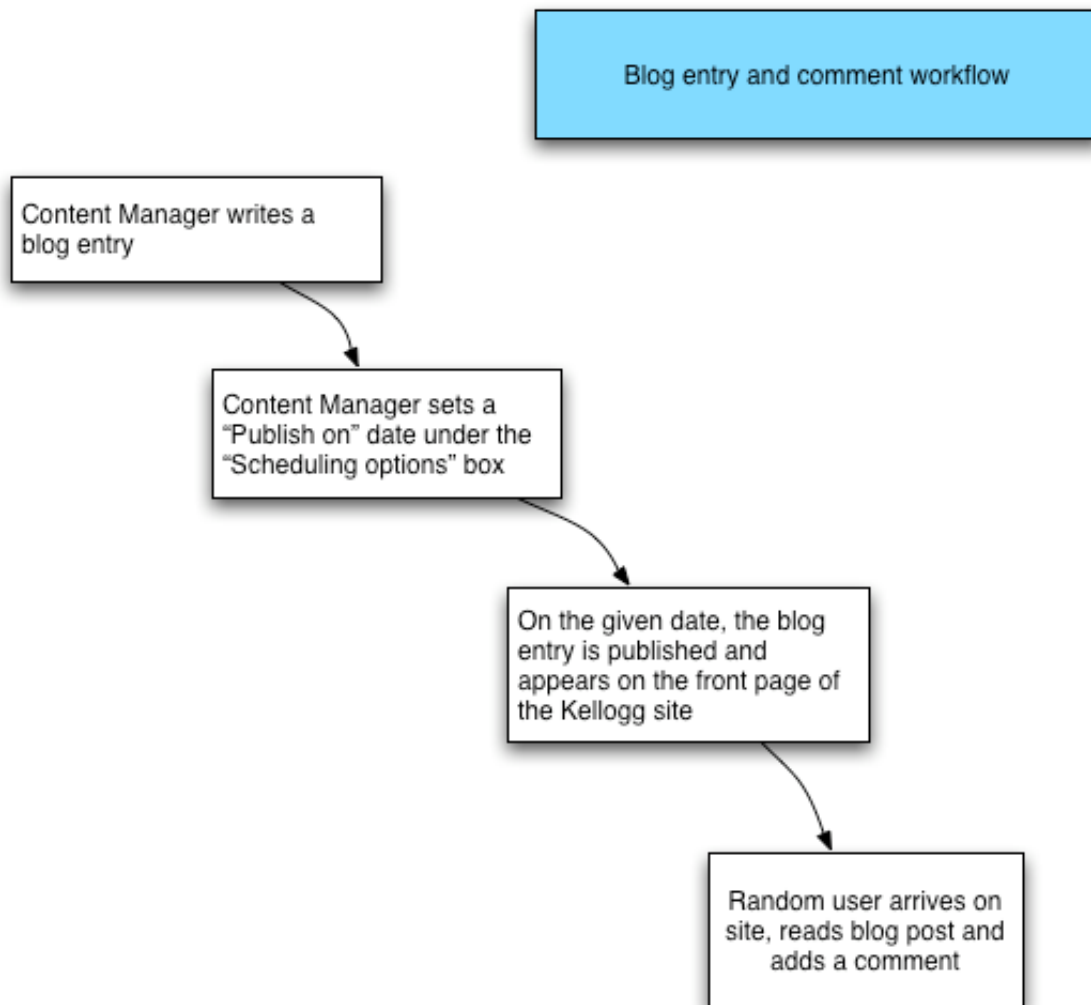 Blog entry and comment workflow
Content Manager writes a
blog entry
Content Manager sets a
“Publish on” date under the
“Scheduling options” box
On the given date, the blog
entry is published and
appears on the front page of
the Kellogg site
Random user arrives on
site, reads blog post and
adds a comment